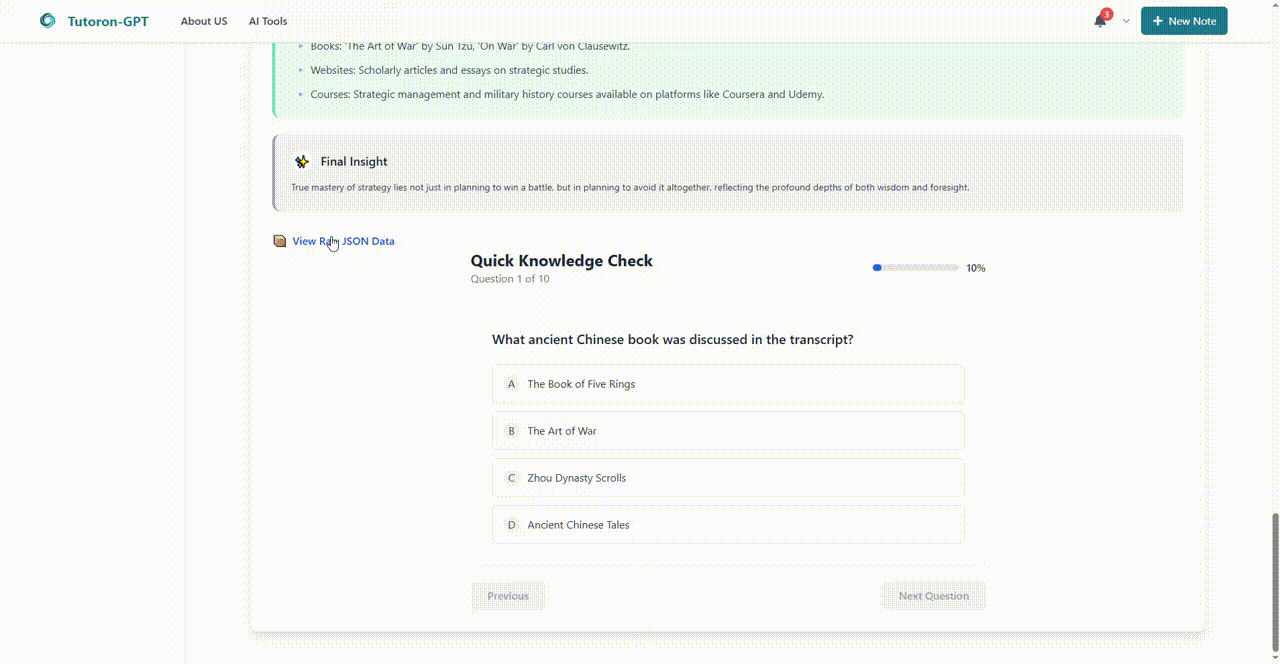 Tutoron-GPT About US AI Tools 3 New Note
Books: 'The Art of War' by Sun Tzu, 'On War' by Carl von Clausewitz.
Websites: Scholarly articles and essays on strategic studies.
Courses: Strategic management and military history courses available on platforms like Coursera and Udemy.
Final Insight
True mastery of strategy lies not just in planning to win a battle, but in planning to avoid it altogether, reflecting the profound depths of both wisdom and foresight.
View Raw JSON Data
Quick Knowledge Check
Question 1 of 10
10%
What ancient Chinese book was discussed in the transcript?
A The Book of Five Rings
B The Art of War
C Zhou Dynasty Scrolls
D Ancient Chinese Tales
Previous Next Question